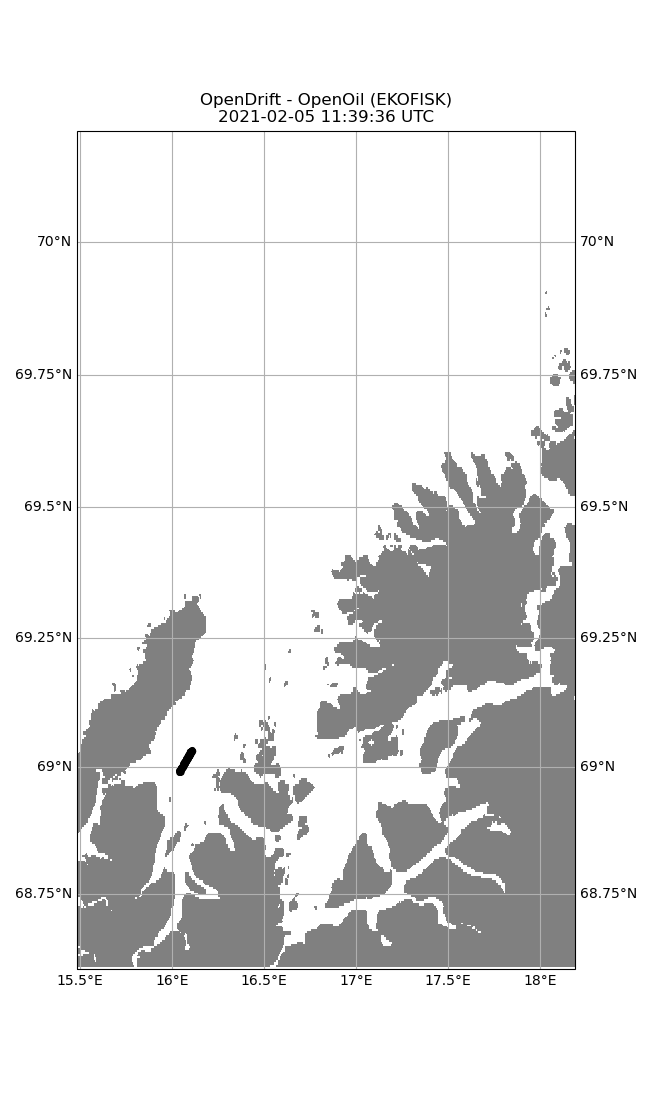 OpenDrift - OpenOil (EKOFISK)
2021-02-05 11:39:36 UTC
70°N 70°N
69.75°N 69.75°N
69.5°N 69.5°N
69.25°N 69.25°N
69°N 69°N
68.75°N 68.75°N
15.5°E 16°E 16.5°E 17°E 17.5°E 18°E